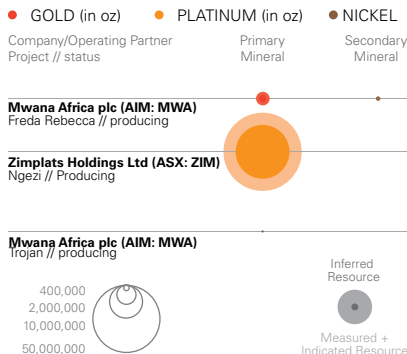 GOLD (in oz) PLATINUM (in oz) NICKEL
Company/Operating Partner Primary Secondary
Project // status Mineral Mineral
Mwana Africa plc (AIM: MWA)
Freda Rebecca // producing
Zimplats Holdings Ltd (ASX: ZIM)
Ngezi // Producing
Mwana Africa plc (AIM: MWA)
Trojan // producing
Inferred
Resource
400,000
2,000,000
10,000,000
50,000,000
Measured +
Indicated Resource